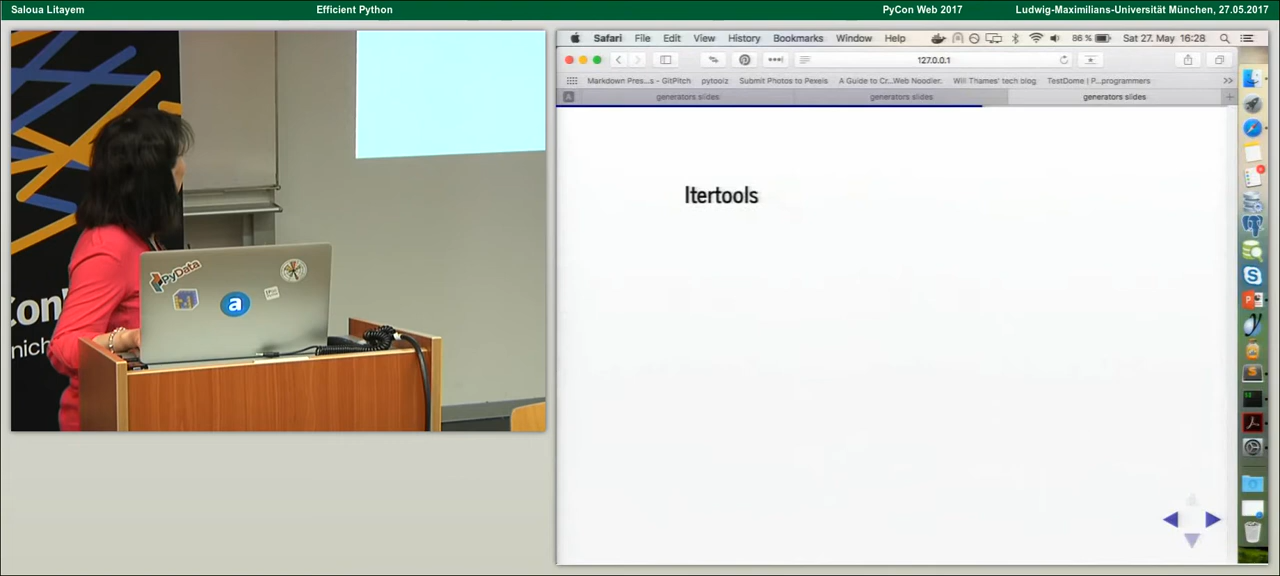 Saloua Litayem
Efficient Python
PyCon Web 2017
Ludwig-Maximilians-Universität München, 27.05.2017
Safari File Edit View History Bookmarks Window Help
86 % Sat 27. May 16:28
127.0.0.1
Markdown Pres...s - GitPitch pytoolz Submit Photos to Pexels A Guide to Cr...Web Noodler. Will Thames' tech blog TestDome | P...programmers
generators slides
generators slides
generators slides
Itertools
PyData
a